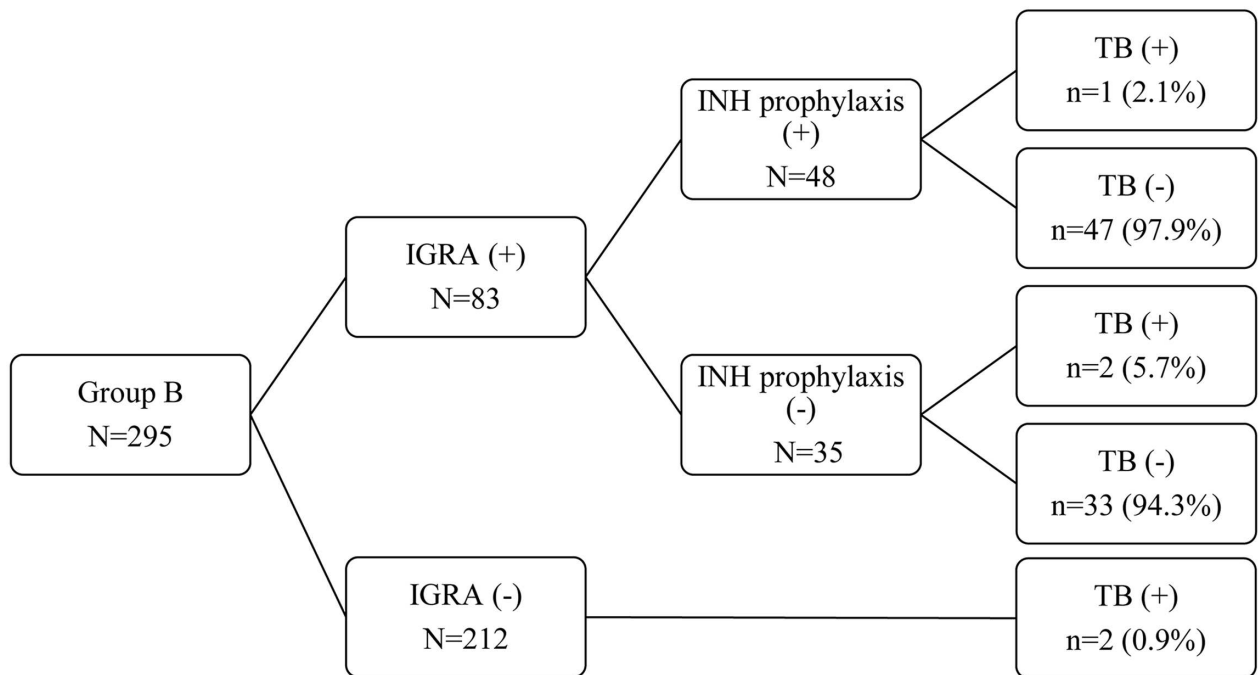 Group B
N=295
IGRA (+)
N=83
IGRA (-)
N=212
INH prophylaxis
(+)
N=48
INH prophylaxis
(-)
N=35
TB (+)
n=1 (2.1%)
TB (-)
n=47 (97.9%)
TB (+)
n=2 (5.7%)
TB (-)
n=33 (94.3%)
TB (+)
n=2 (0.9%)